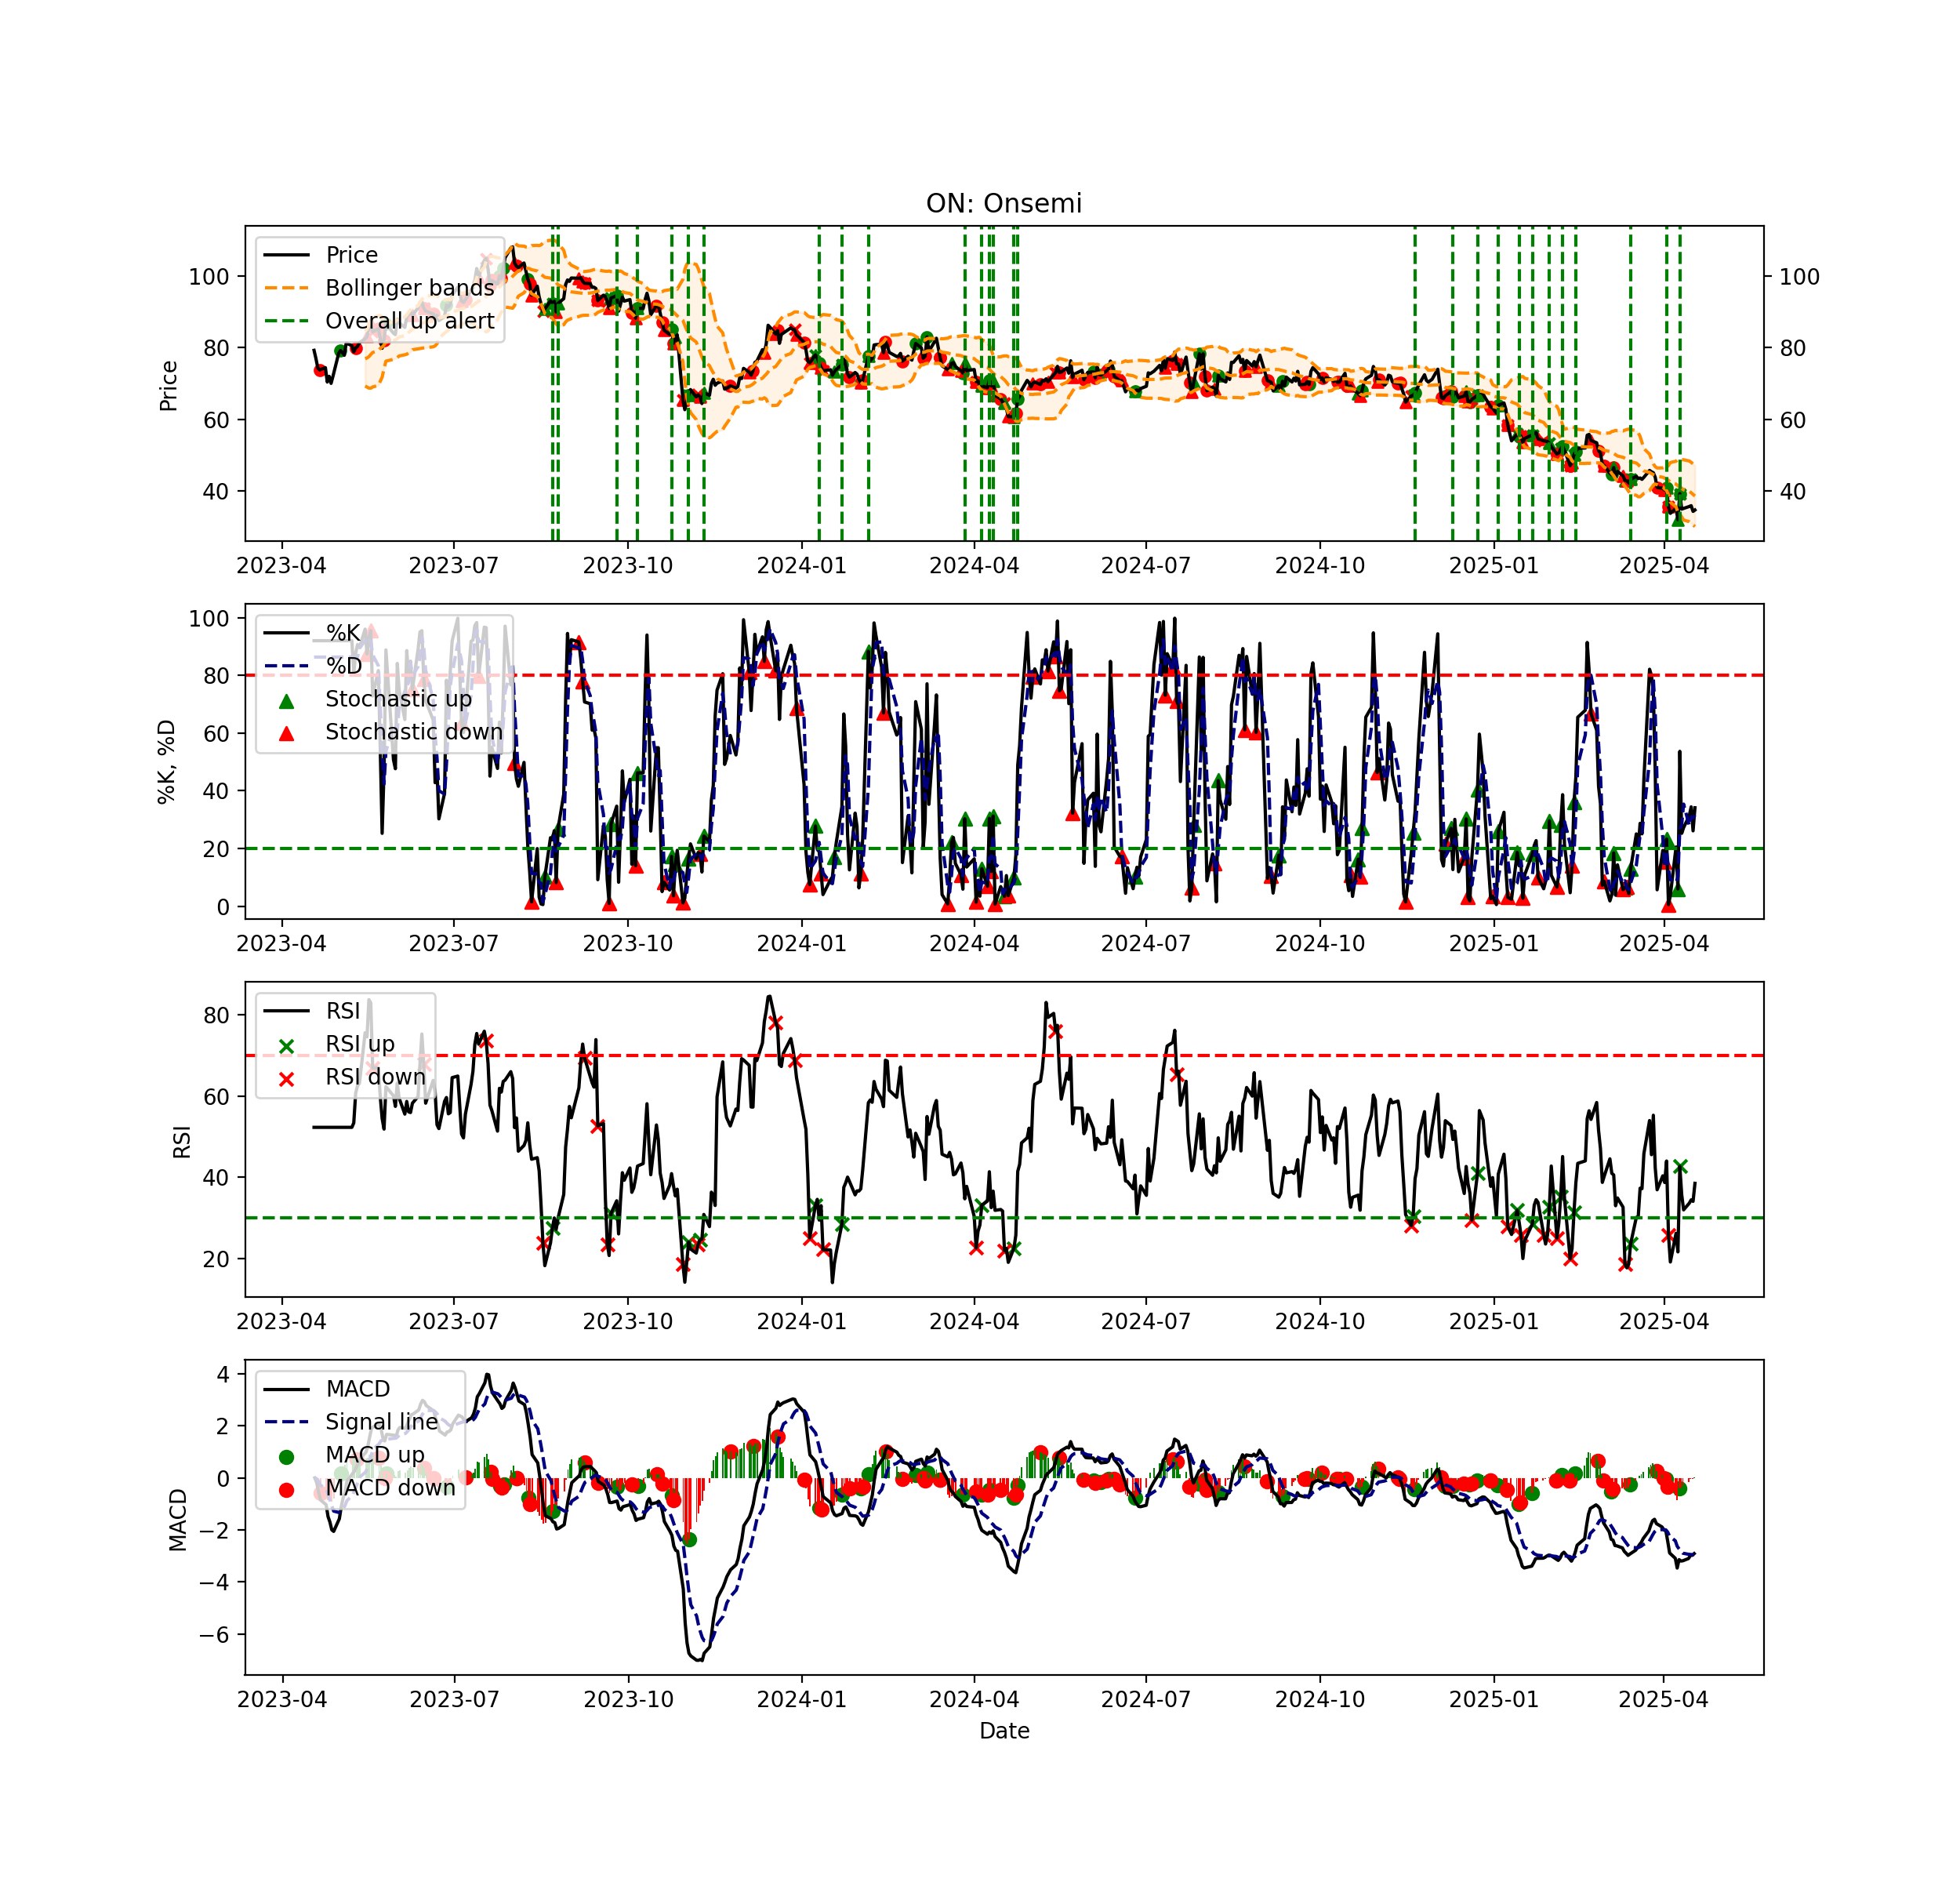 ON: Onsemi
Price
100
80
60
40
Price
Bollinger bands
Overall up alert
100
80
60
40
2023-04 2023-07 2023-10 2024-01 2024-04 2024-07 2024-10 2025-01 2025-04
%K, %D
100
80
60
40
20
0
%K
%D
Stochastic up
Stochastic down
2023-04 2023-07 2023-10 2024-01 2024-04 2024-07 2024-10 2025-01 2025-04
RSI
80
60
40
20
RSI
RSI up
RSI down
2023-04 2023-07 2023-10 2024-01 2024-04 2024-07 2024-10 2025-01 2025-04
MACD
4
2
0
−2
−4
−6
MACD
Signal line
MACD up
MACD down
2023-04 2023-07 2023-10 2024-01 2024-04 2024-07 2024-10 2025-01 2025-04
Date